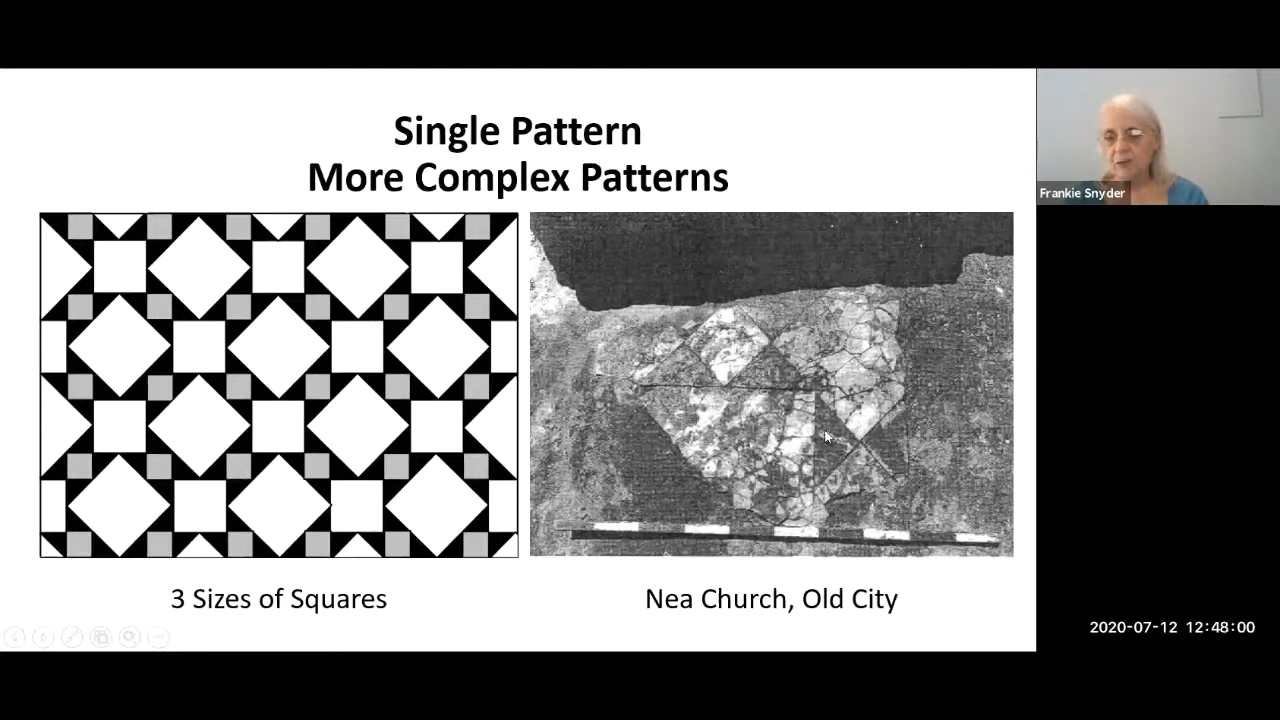 Single Pattern
More Complex Patterns
Frankie Snyder
3 Sizes of Squares
Nea Church, Old City
2020-07-12 12:48:00